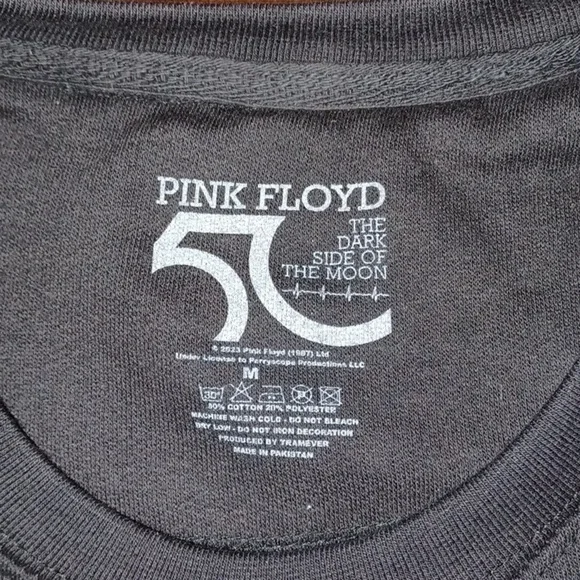 PINK FLOYD
50
THE
DARK
SIDE OF
THE MOON
© 2023 Pink Floyd (1987) Ltd
Under License to Perryscope Productions LLC
M
30°
80% COTTON 20% POLYESTER
MACHINE WASH COLD - DO NOT BLEACH
DRY LOW - DO NOT IRON DECORATION
PRODUCED BY TRAMEVER
MADE IN PAKISTAN